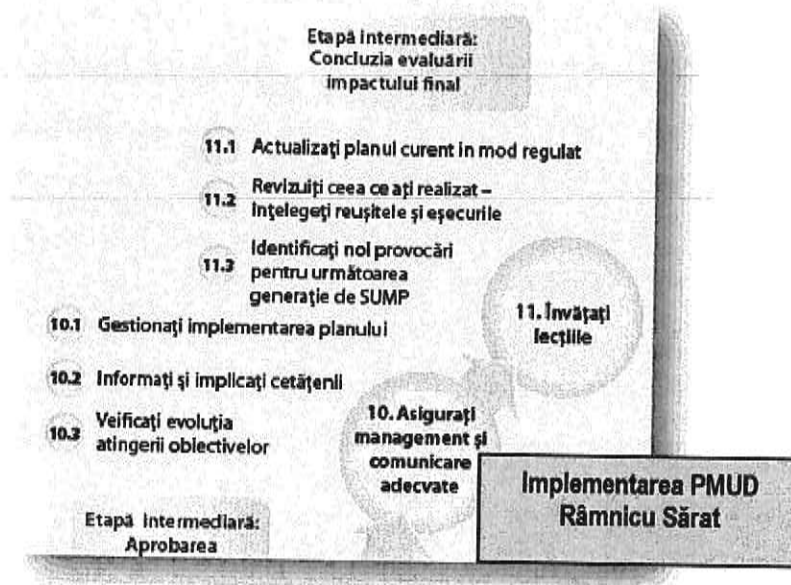 Etapă intermediară:
Concluzia evaluării
impactului final
11.1 Actualizați planul curent in mod regulat
11.2 Revizuiți ceea ce ați realizat –
înțelegeți reușitele și eșecurile
11.3 Identificați noi provocări
pentru următoarea
generație de SUMP
11. Învățați
lecțiile
10.1 Gestionați implementarea planului
10.2 Informați și implicați cetățenii
10.3 Veificați evoluția
atingerii obiectivelor
10. Asigurați
management și
comunicare
adecvate
Implementarea PMUD
Râmnicu Sărat
Etapă intermediară:
Aprobarea